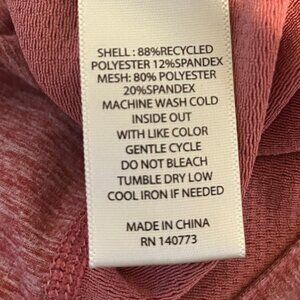 SHELL : 88%RECYCLED
POLYESTER 12%SPANDEX
MESH: 80% POLYESTER
20%SPANDEX
MACHINE WASH COLD
INSIDE OUT
WITH LIKE COLOR
GENTLE CYCLE
DO NOT BLEACH
TUMBLE DRY LOW
COOL IRON IF NEEDED
MADE IN CHINA
RN 140773